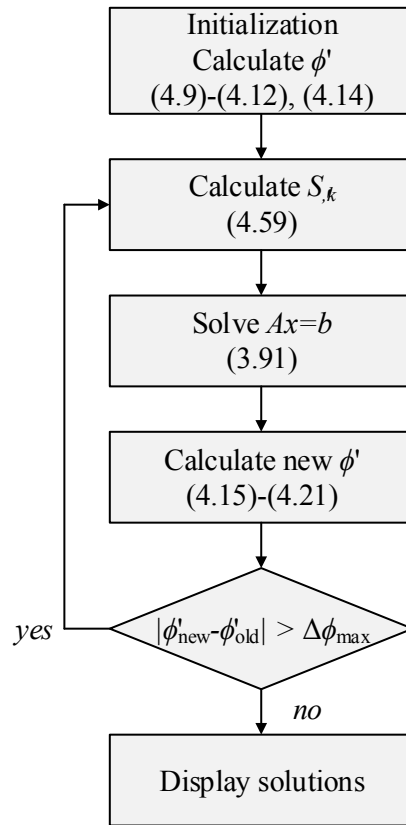 Initialization
Calculate ϕ'
(4.9)-(4.12), (4.14)
Calculate S,ik
(4.59)
Solve Ax=b
(3.91)
Calculate new ϕ'
(4.15)-(4.21)
|ϕ'new-ϕ'old| > Δϕmax
yes
no
Display solutions